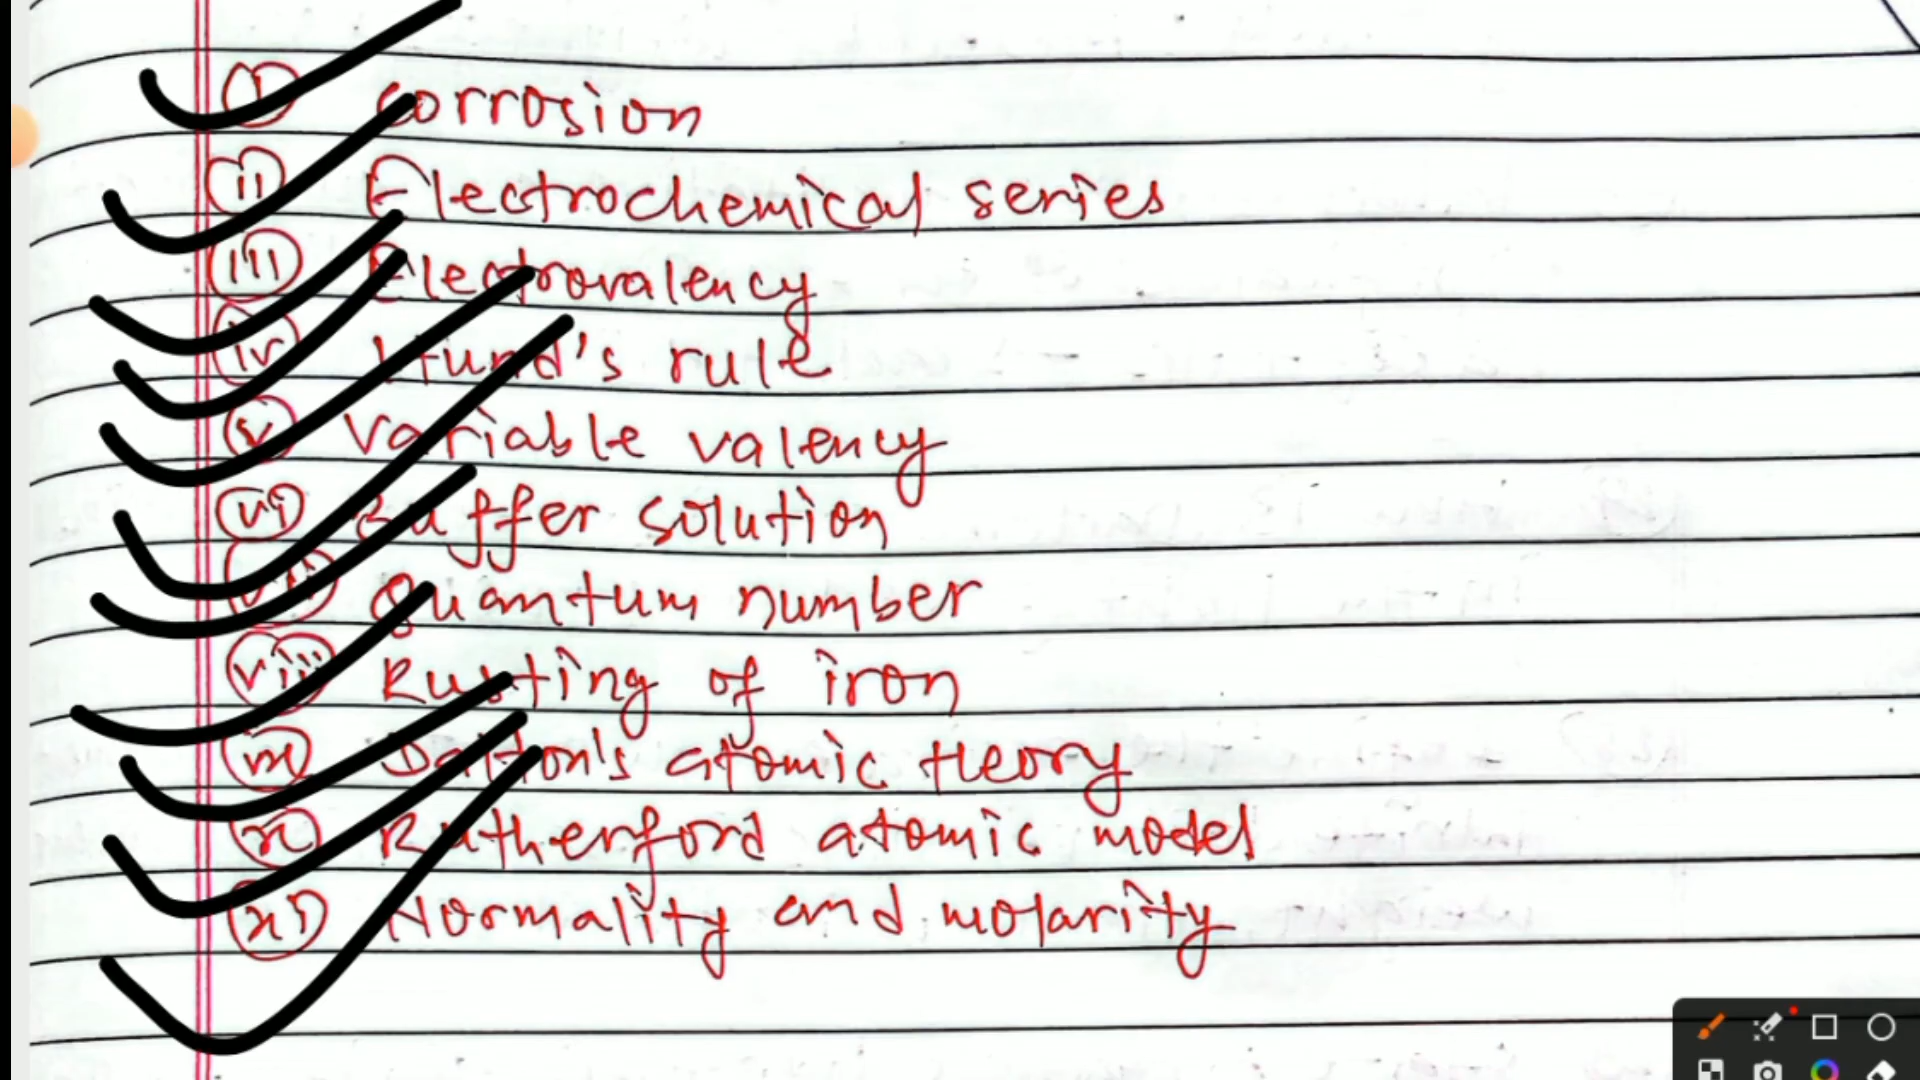 (i) Corrosion
(ii) Electrochemical series
(iii) Electrovalency
(iv) Hund's rule
(v) Variable valency
(vi) Buffer solution
(vii) Quantum number
(viii) Rusting of iron
(ix) Dalton's atomic theory
(x) Rutherford atomic model
(xi) Normality and molarity